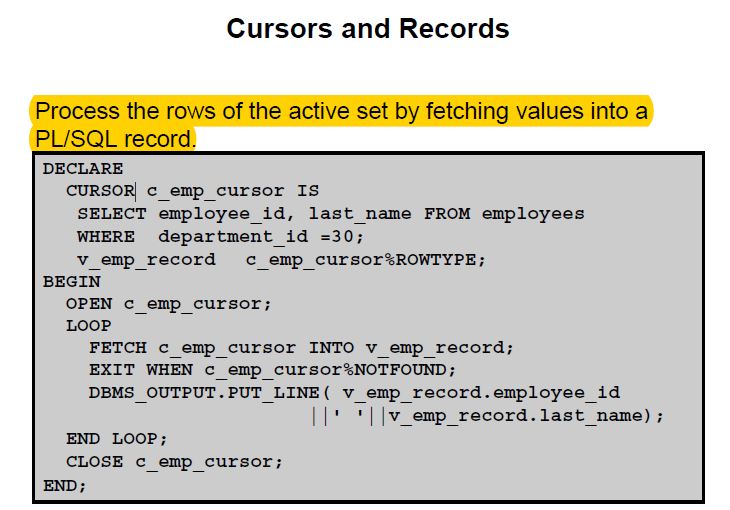 Cursors and Records
Process the rows of the active set by fetching values into a
PL/SQL record.
DECLARE
CURSOR c_emp_cursor IS
SELECT employee_id, last_name FROM employees
WHERE department_id =30;
v_emp_record c_emp_cursor%ROWTYPE;
BEGIN
OPEN c_emp_cursor;
LOOP
FETCH c_emp_cursor INTO v_emp_record;
EXIT WHEN c_emp_cursor%NOTFOUND;
DBMS_OUTPUT.PUT_LINE( v_emp_record.employee_id
||' '||v_emp_record.last_name);
END LOOP;
CLOSE c_emp_cursor;
END;